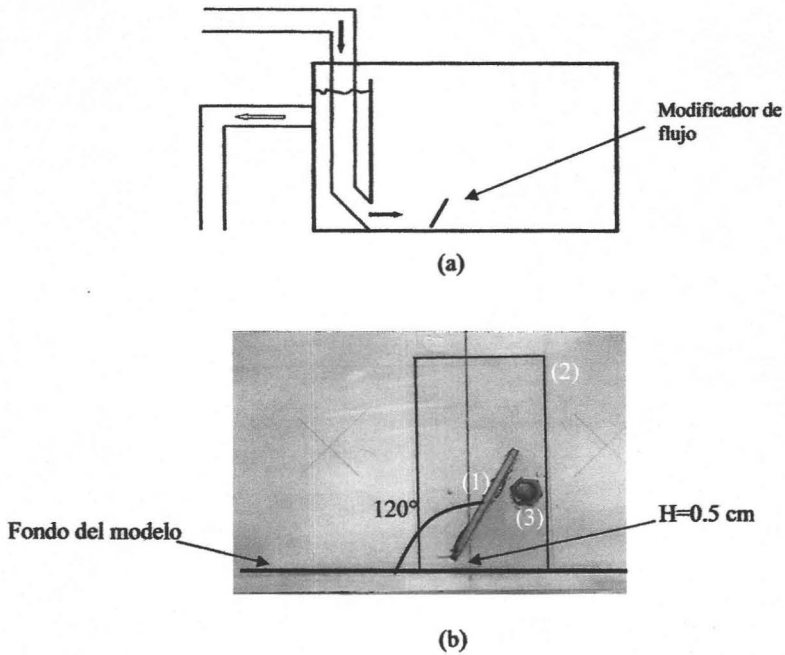 Modificador de
flujo
(a)
(2)
(1)
120°
(3)
Fondo del modelo
H=0.5 cm
(b)